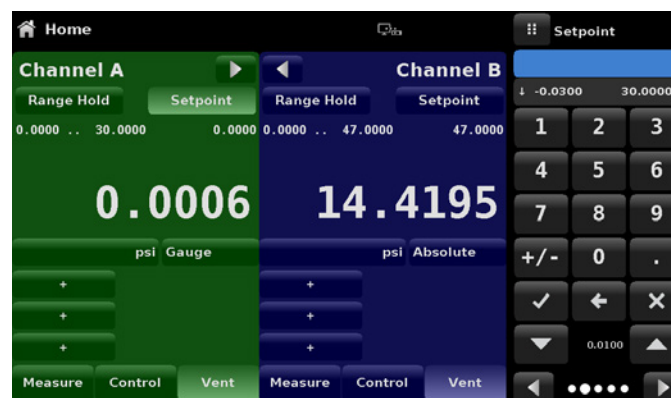 Home
Setpoint
Channel A
Channel B
Range Hold Setpoint Range Hold Setpoint
0.0000 .. 30.0000 0.0000 0.0000 .. 47.0000 47.0000
↓ -0.0300 30.0000
0.0006 14.4195
psi Gauge psi Absolute
+ +
+ +
+ +
Measure Control Vent Measure Control Vent
1 2 3
4 5 6
7 8 9
+/- 0 .
0.0100